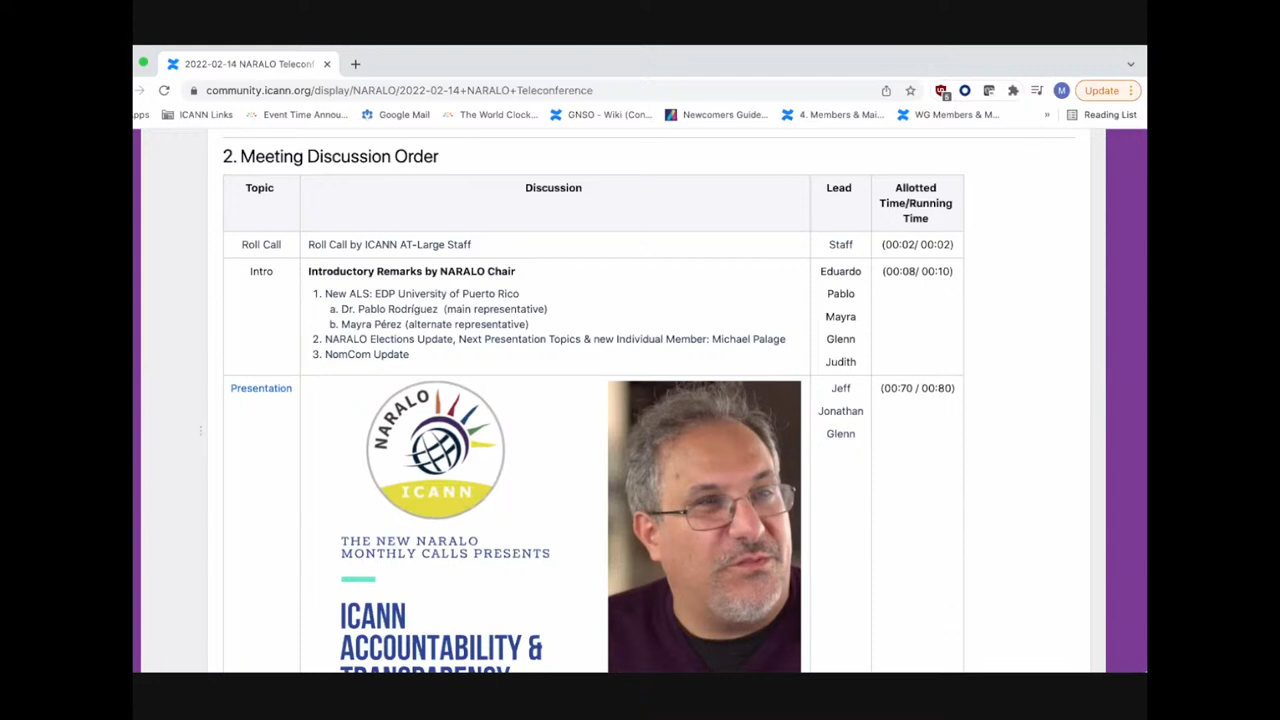 2022-02-14 NARALO Teleconf
community.icann.org/display/NARALO/2022-02-14+NARALO+Teleconference
Update
pps
ICANN Links
Event Time Annou...
Google Mail
The World Clock...
GNSO - Wiki (Con...
Newcomers Guide...
4. Members & Mai...
WG Members & M...
»
Reading List
2. Meeting Discussion Order
Topic
Discussion
Lead
Allotted
Time/Running
Time
Roll Call
Roll Call by ICANN AT-Large Staff
Staff
(00:02/ 00:02)
Intro
Introductory Remarks by NARALO Chair
1. New ALS: EDP University of Puerto Rico
a. Dr. Pablo Rodríguez (main representative)
b. Mayra Pérez (alternate representative)
2. NARALO Elections Update, Next Presentation Topics & new Individual Member: Michael Palage
3. NomCom Update
Eduardo
Pablo
Mayra
Glenn
Judith
(00:08/ 00:10)
Presentation
NARALO
ICANN
THE NEW NARALO
MONTHLY CALLS PRESENTS
ICANN
ACCOUNTABILITY &
TRANSPARENCY
Jeff
Jonathan
Glenn
(00:70 / 00:80)